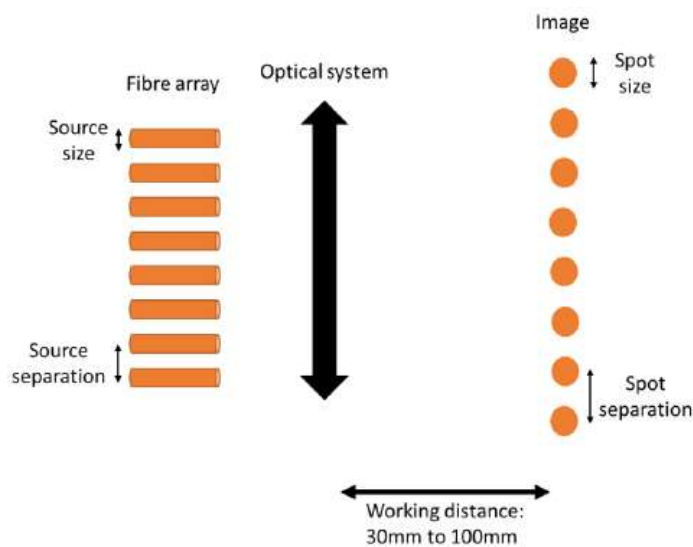 Image
Optical system
Spot
size
Fibre array
Source
size
Source
separation
Spot
separation
Working distance:
30mm to 100mm